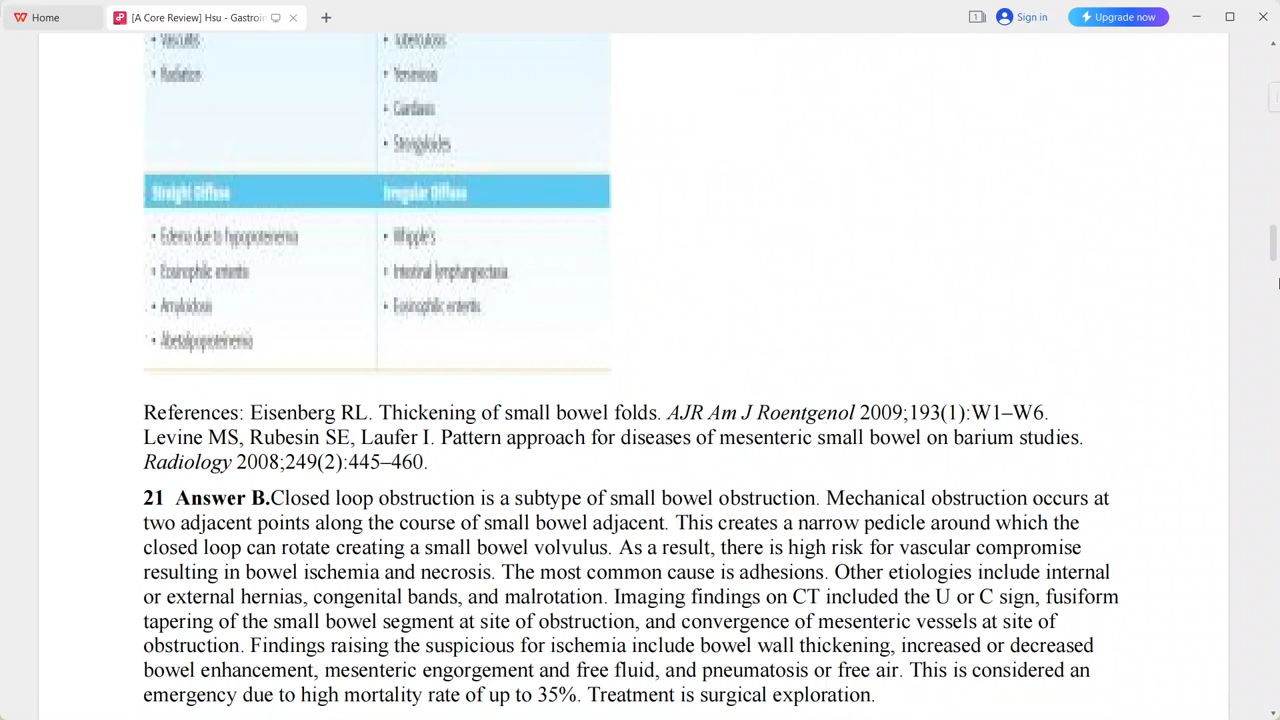 Home
[A Core Review] Hsu - Gastroin
1
Sign in
Upgrade now
• Vasculitis • Tuberculosis
• Radiation • Yersiniosis
• Giardiasis
• Strongyloides
Straight Diffuse Irregular Diffuse
• Edema due to hypoproteinemia • Whipple's
• Eosinophilic enteritis • Intestinal lymphangiectasia
• Amyloidosis • Eosinophilic enteritis
• Abetalipoproteinemia
References: Eisenberg RL. Thickening of small bowel folds. AJR Am J Roentgenol 2009;193(1):W1–W6.
Levine MS, Rubesin SE, Laufer I. Pattern approach for diseases of mesenteric small bowel on barium studies.
Radiology 2008;249(2):445–460.
21 Answer B.Closed loop obstruction is a subtype of small bowel obstruction. Mechanical obstruction occurs at
two adjacent points along the course of small bowel adjacent. This creates a narrow pedicle around which the
closed loop can rotate creating a small bowel volvulus. As a result, there is high risk for vascular compromise
resulting in bowel ischemia and necrosis. The most common cause is adhesions. Other etiologies include internal
or external hernias, congenital bands, and malrotation. Imaging findings on CT included the U or C sign, fusiform
tapering of the small bowel segment at site of obstruction, and convergence of mesenteric vessels at site of
obstruction. Findings raising the suspicious for ischemia include bowel wall thickening, increased or decreased
bowel enhancement, mesenteric engorgement and free fluid, and pneumatosis or free air. This is considered an
emergency due to high mortality rate of up to 35%. Treatment is surgical exploration.